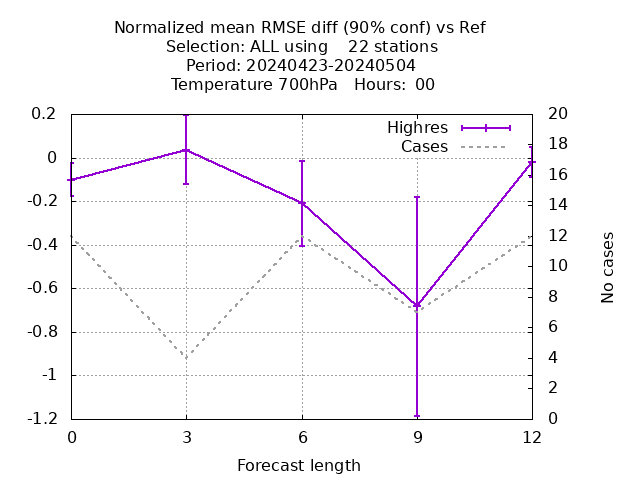 Normalized mean RMSE diff (90% conf) vs Ref
Selection: ALL using    22 stations
Period: 20240423-20240504
Temperature 700hPa   Hours:  00
Highres
Cases
0.2
0
-0.2
-0.4
-0.6
-0.8
-1
-1.2
20
18
16
14
12
10
8
6
4
2
0
No cases
0 3 6 9 12
Forecast length